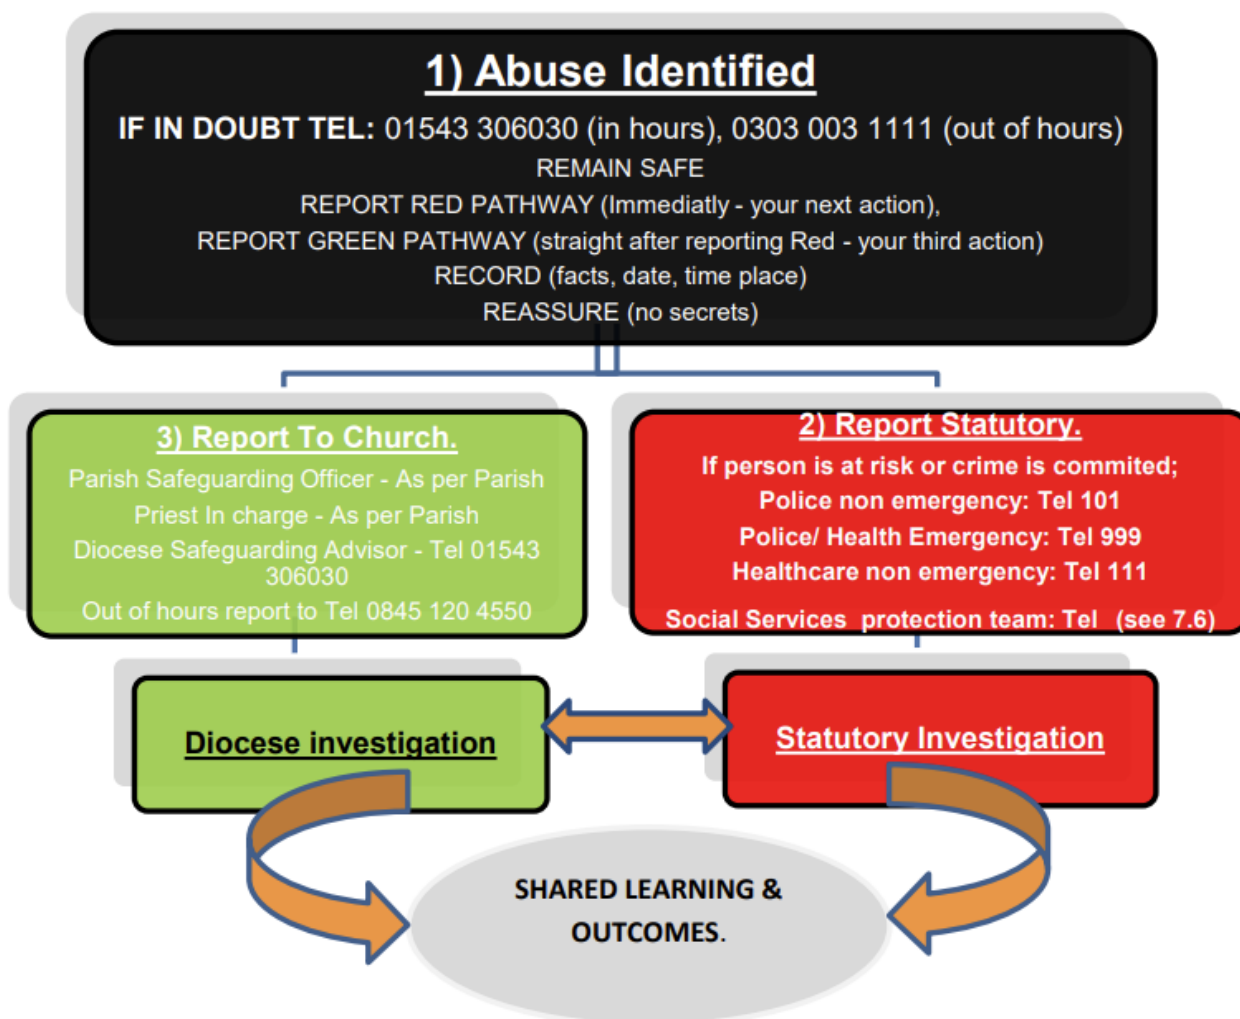 1) Abuse Identified
IF IN DOUBT TEL: 01543 306030 (in hours), 0303 003 1111 (out of hours)
REMAIN SAFE
REPORT RED PATHWAY (Immediatly - your next action),
REPORT GREEN PATHWAY (straight after reporting Red - your third action)
RECORD (facts, date, time place)
REASSURE (no secrets)
3) Report To Church.
Parish Safeguarding Officer - As per Parish
Priest In charge - As per Parish
Diocese Safeguarding Advisor - Tel 01543
306030
Out of hours report to Tel 0845 120 4550
2) Report Statutory.
If person is at risk or crime is commited;
Police non emergency: Tel 101
Police/ Health Emergency: Tel 999
Healthcare non emergency: Tel 111
Social Services protection team: Tel (see 7.6)
Diocese investigation
Statutory Investigation
SHARED LEARNING &
OUTCOMES.